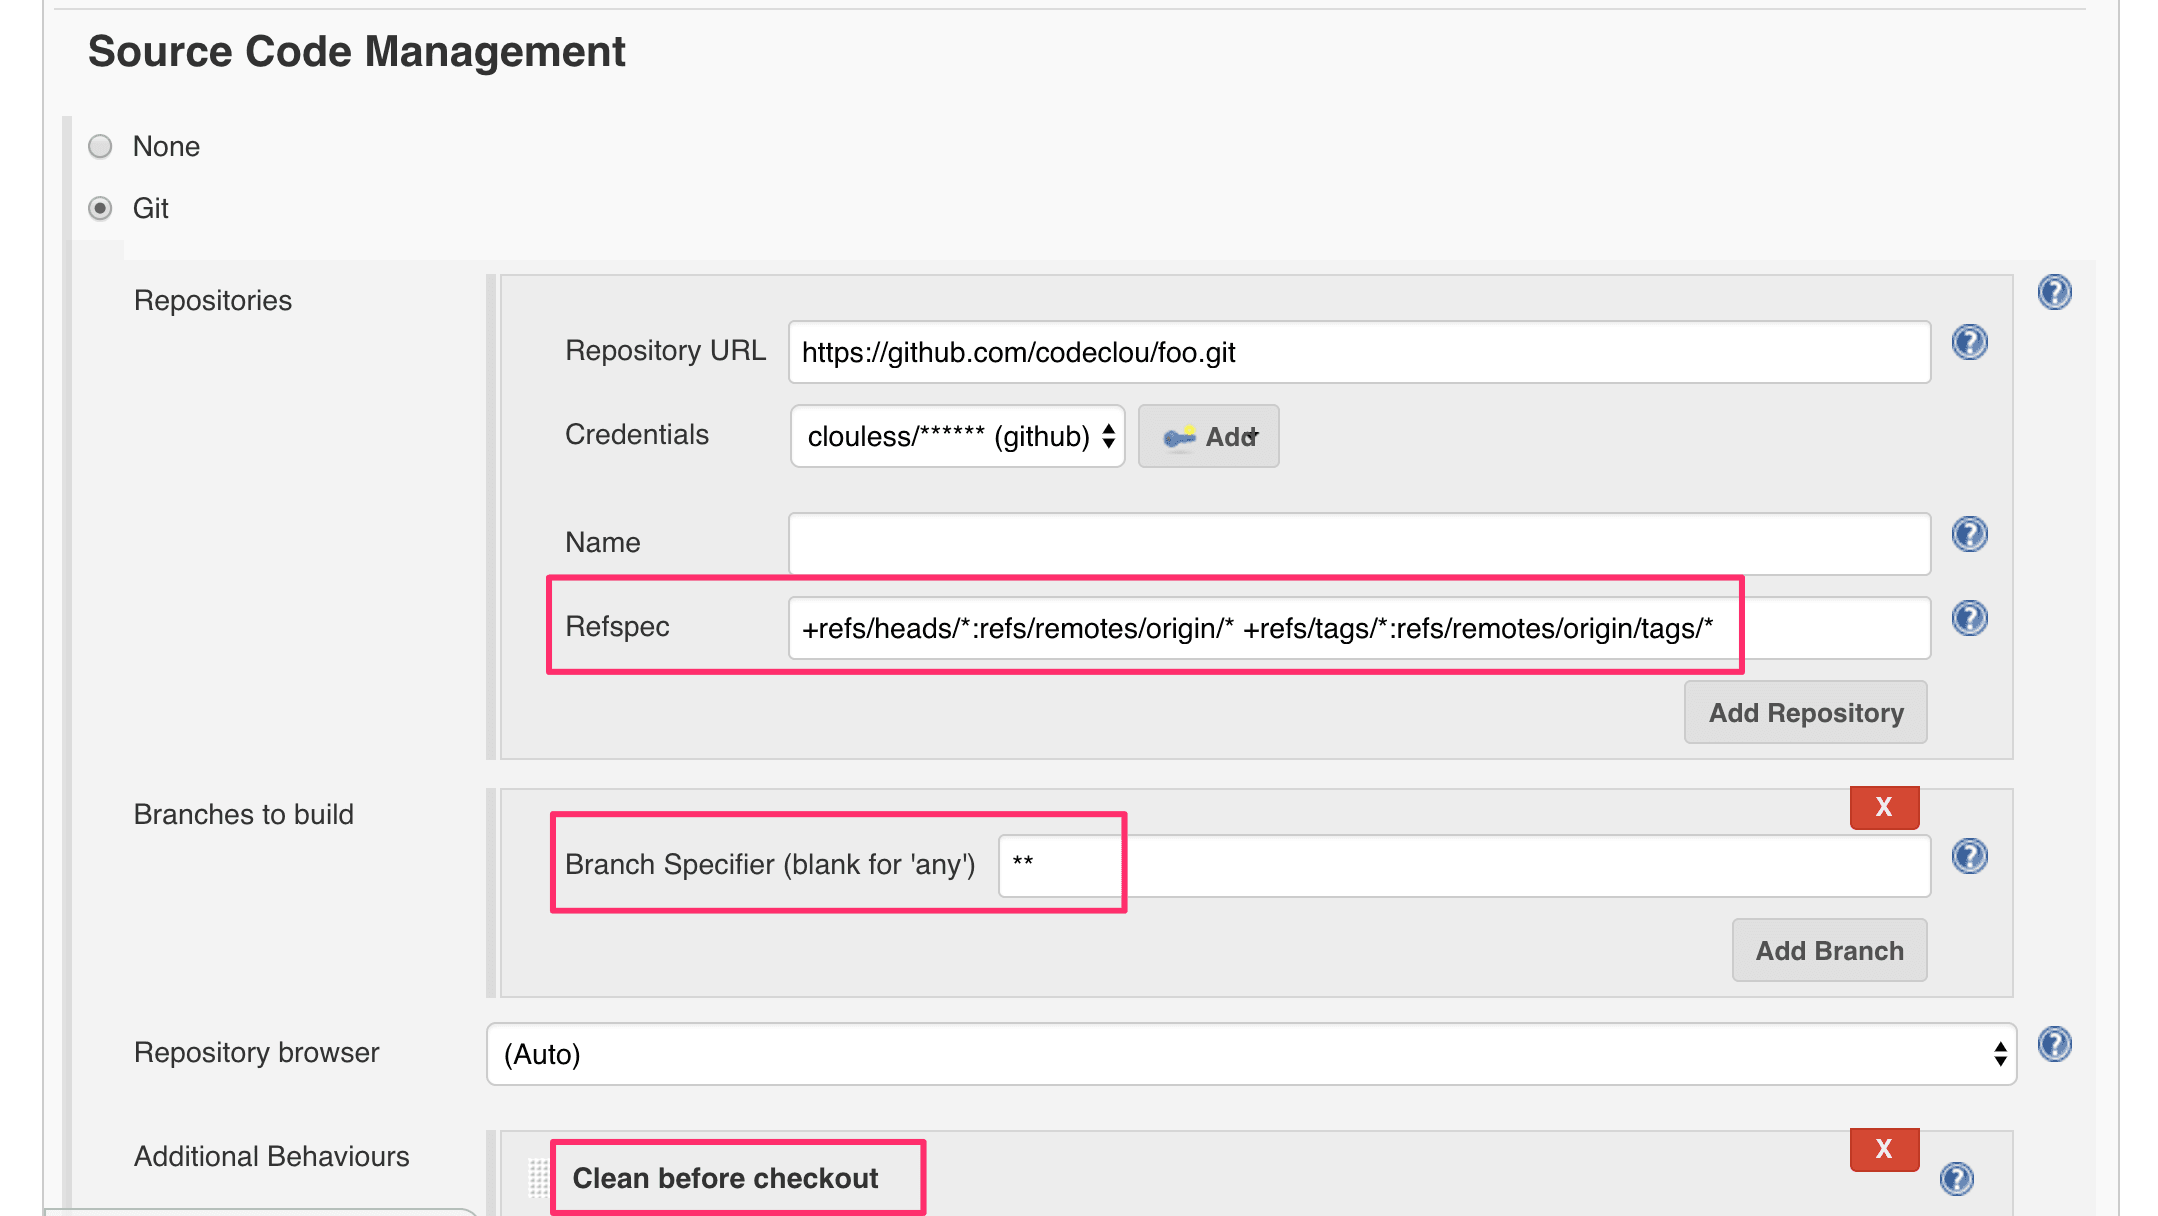 Source Code Management
None
Git
Repositories
Repository URL https://github.com/codeclou/foo.git
Credentials clouless/****** (github) Add
Name
Refspec +refs/heads/*:refs/remotes/origin/* +refs/tags/*:refs/remotes/origin/tags/*
Add Repository
Branches to build X
Branch Specifier (blank for 'any') **
Add Branch
Repository browser (Auto)
Additional Behaviours X
Clean before checkout